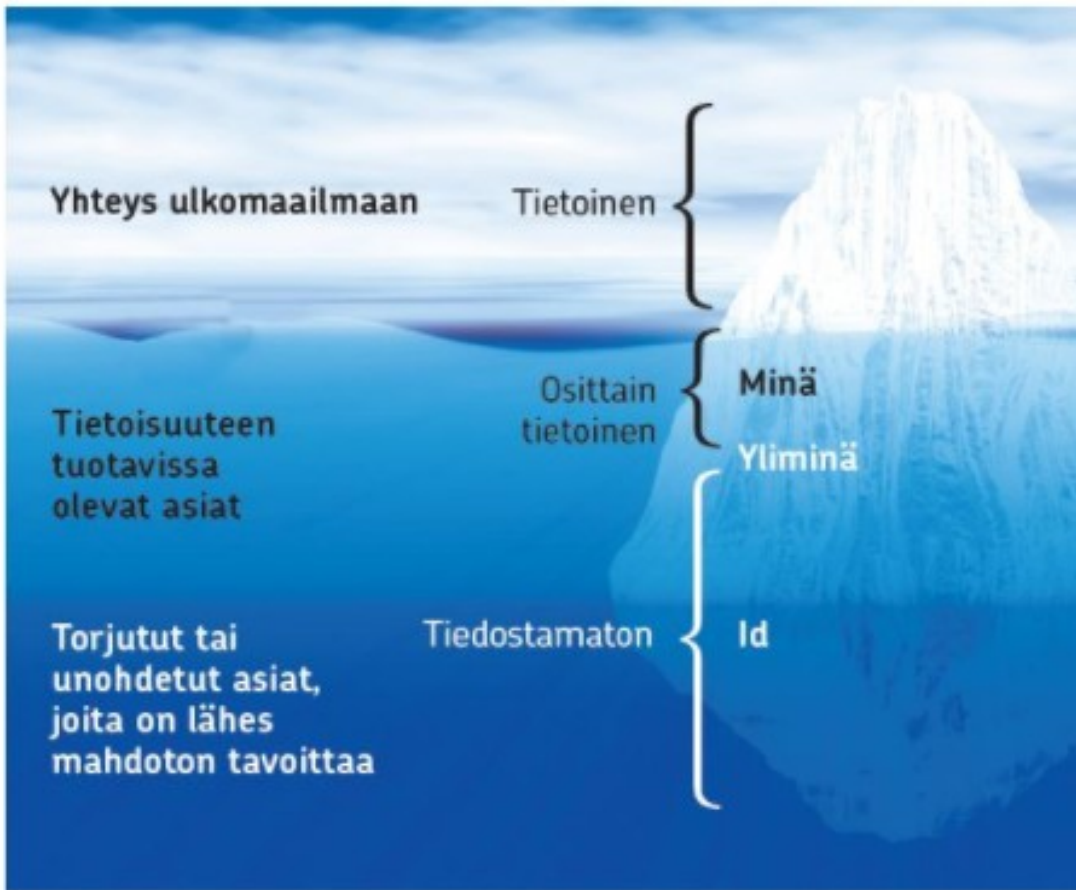 Yhteys ulkomaailmaan
Tietoinen
Osittain
tietoinen
Minä
Yliminä
Tietoisuuteen
tuotavissa
olevat asiat
Torjutut tai
unohdetut asiat,
joita on lähes
mahdoton tavoittaa
Tiedostamaton
Id